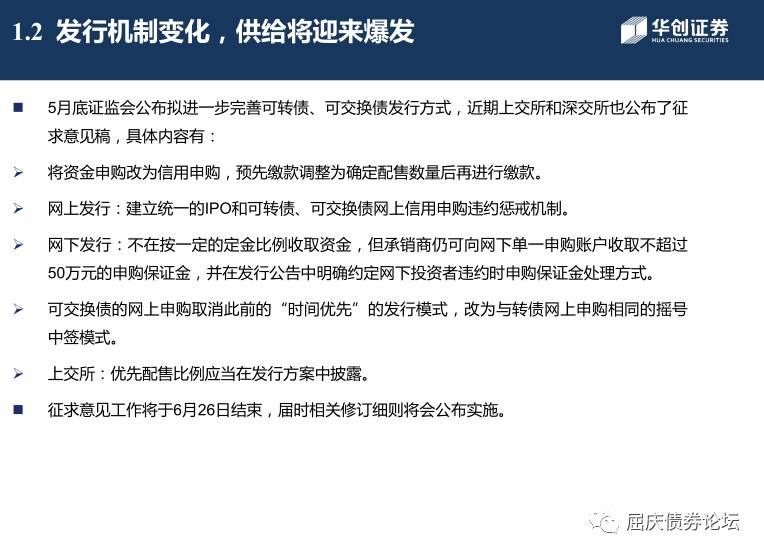 1.2 发行机制变化，供给将迎来爆发
华创证券
HUA CHUANG SECURITIES
5月底证监会公布拟进一步完善可转债、可交换债发行方式，近期上交所和深交所也公布了征
求意见稿，具体内容有：
将资金申购改为信用申购，预先缴款调整为确定配售数量后再进行缴款。
网上发行：建立统一的IPO和可转债、可交换债网上信用申购违约惩戒机制。
网下发行：不在按一定的定金比例收取资金，但承销商仍可向网下单一申购账户收取不超过
50万元的申购保证金，并在发行公告中明确约定网下投资者违约时申购保证金处理方式。
可交换债的网上申购取消此前的“时间优先”的发行模式，改为与转债网上申购相同的摇号
中签模式。
上交所：优先配售比例应当在发行方案中披露。
征求意见工作将于6月26日结束，届时相关修订细则将会公布实施。
屈庆债券论坛